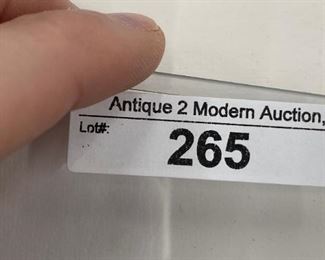 Antique 2 Modern Auction,
Lot#:
265